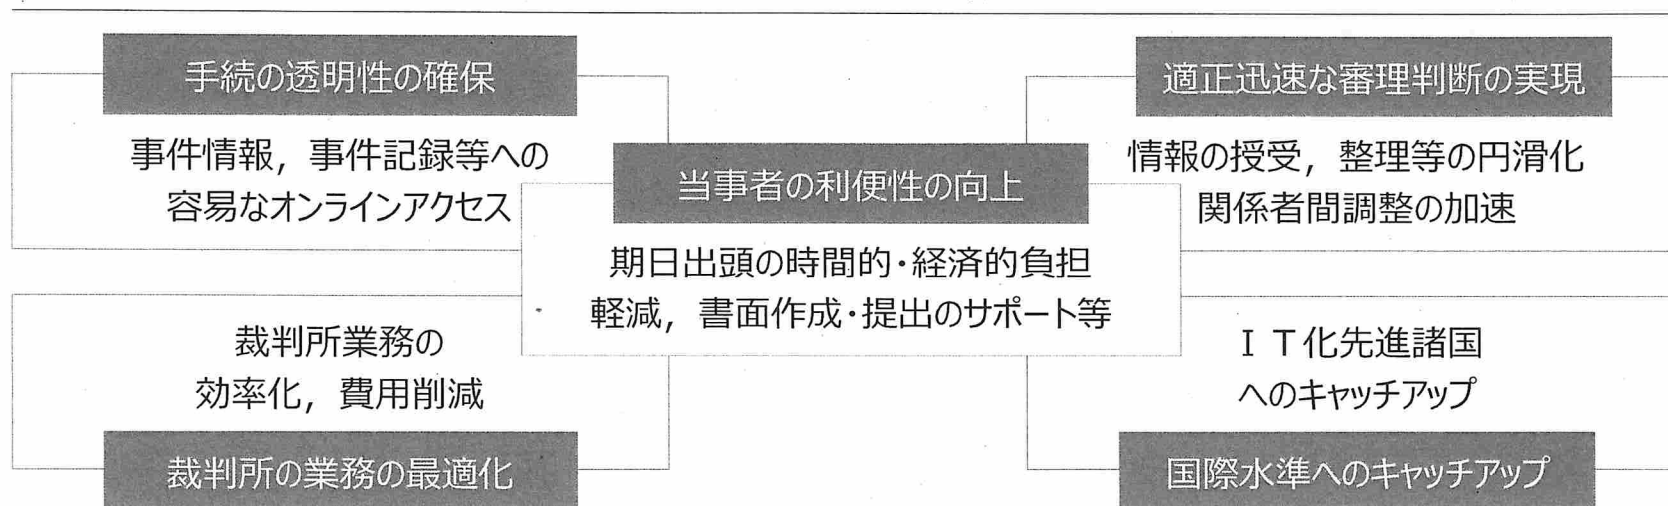 手続の透明性の確保
事件情報，事件記録等への
容易なオンラインアクセス
適正迅速な審理判断の実現
情報の授受，整理等の円滑化
関係者間調整の加速
当事者の利便性の向上
期日出頭の時間的・経済的負担
軽減，書面作成・提出のサポート等
裁判所業務の
効率化，費用削減
裁判所の業務の最適化
ＩＴ化先進諸国
へのキャッチアップ
国際水準へのキャッチアップ